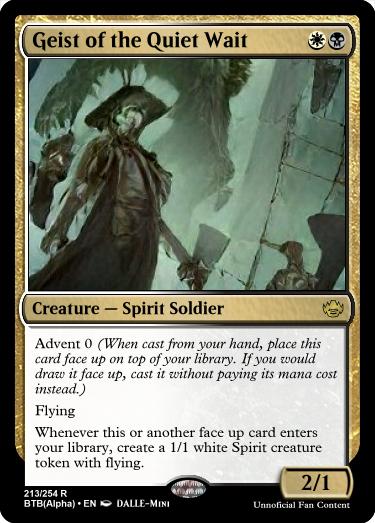 Geist of the Quiet Wait
Creature — Spirit Soldier
Advent 0 (When cast from your hand, place this
card face up on top of your library. If you would
draw it face up, cast it without paying its mana cost
instead.)
Flying
Whenever this or another face up card enters
your library, create a 1/1 white Spirit creature
token with flying.
2/1
213/254 R
BTB(Alpha) • EN DALLE-Mini
Unofficial Fan Content